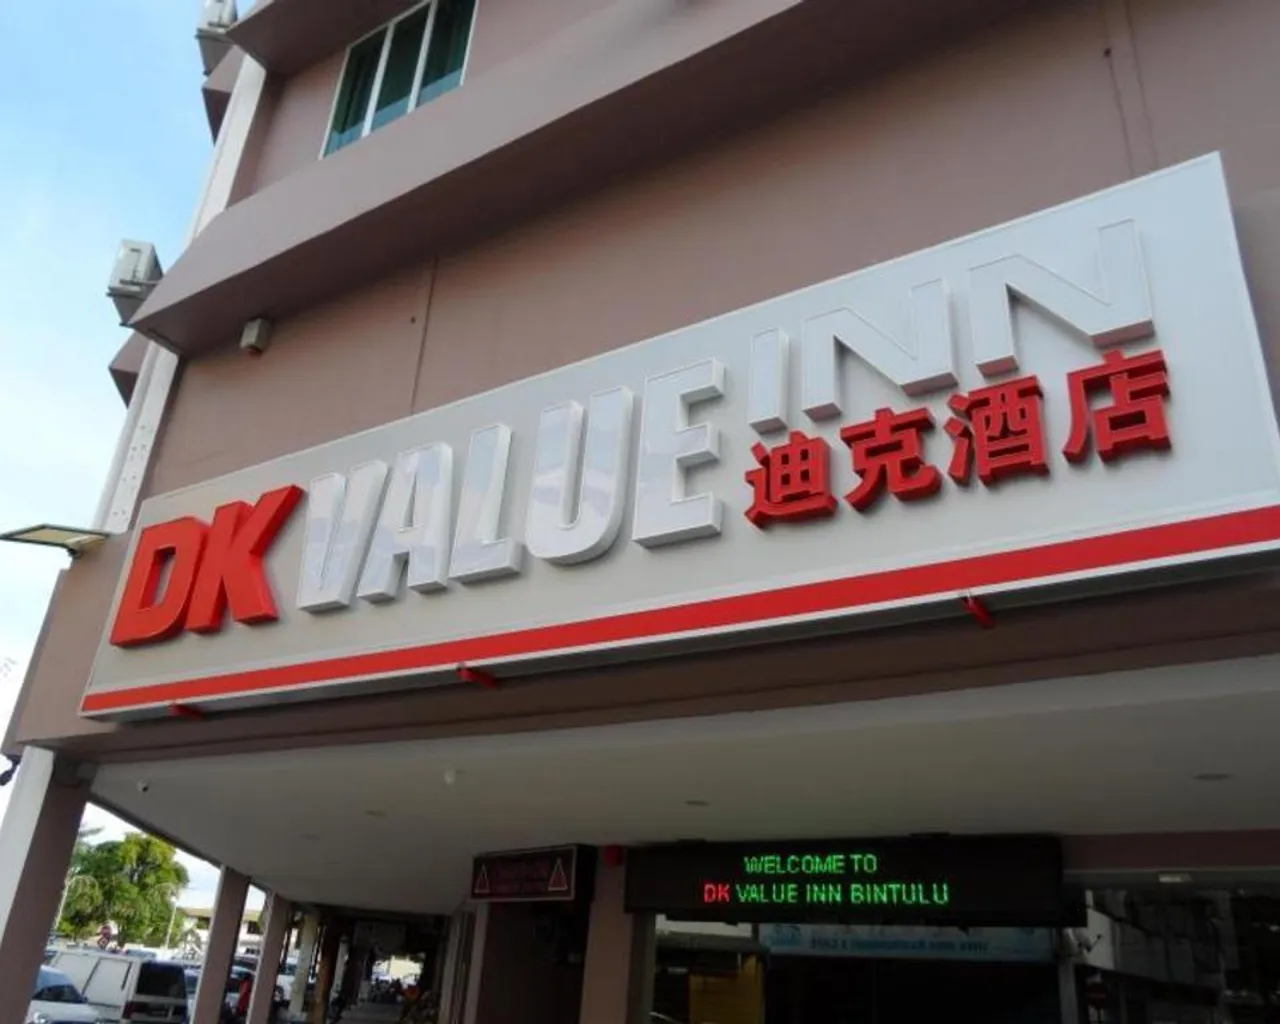 DK VALUE INN
迪克酒店
WELCOME TO
DK VALUE INN BINTULU